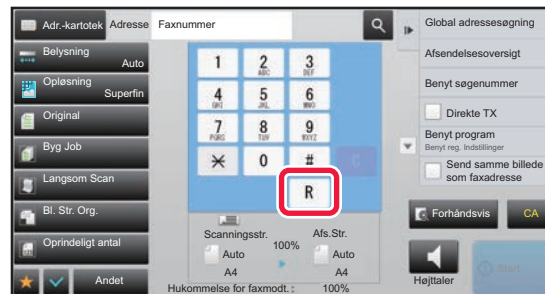 Adr.-kartotek
Adresse
Faxnummer
Belysning
Auto
Opløsning
Superfin
Original
Byg Job
Langsom Scan
Bl. Str. Org.
Oprindeligt antal
Andet
1
2
ABC
3
DEF
4
GHI
5
JKL
6
MNO
7
PQRS
8
TUV
9
WXYZ
0
#
C
R
Scanningsstr.
100%
Afs.Str.
Auto
A4
Auto
A4
Hukommelse for faxmodt. : 100%
Global adressesøgning
Afsendelsesoversigt
Benyt søgenummer
Direkte TX
Benyt program
Benyt reg. Indstillinger
Send samme billede
som faxadresse
Forhåndsvis
CA
Højttaler
Start